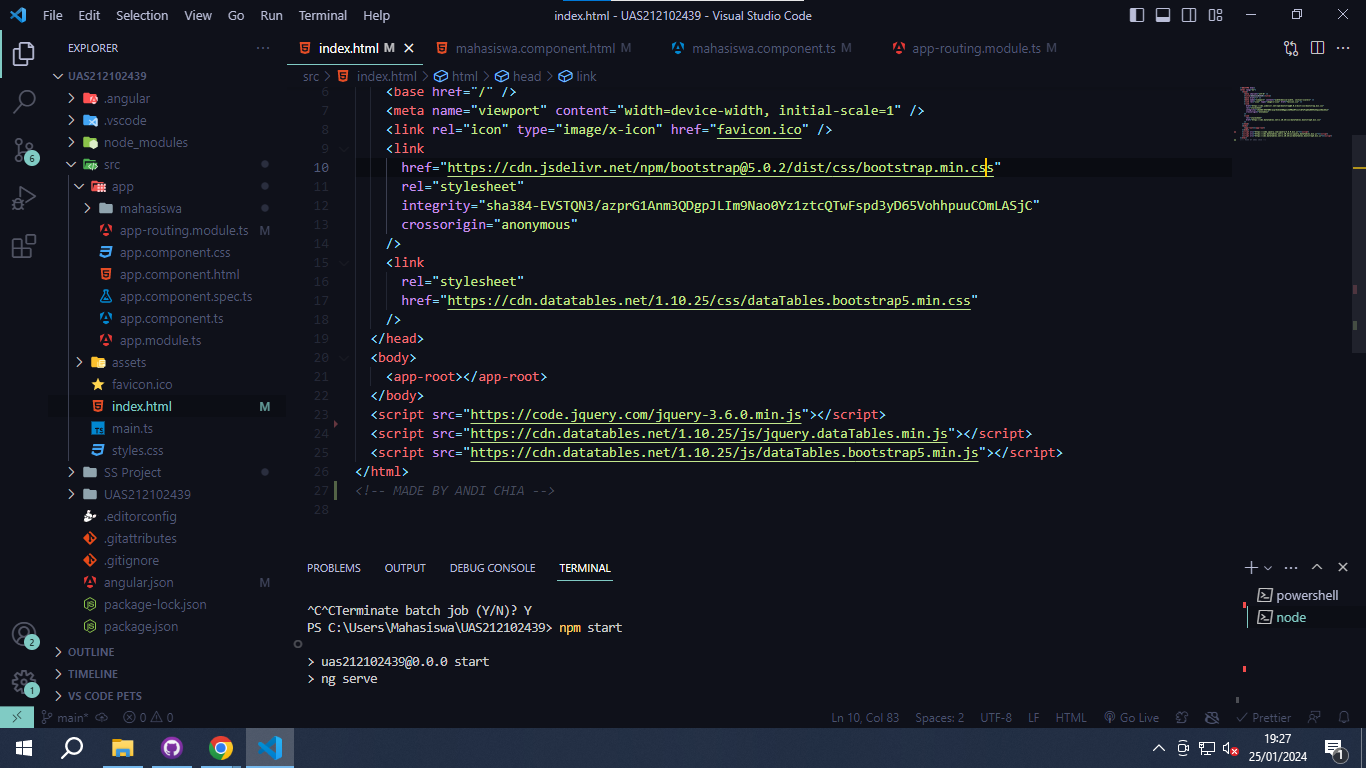 File Edit Selection View Go Run Terminal Help
index.html - UAS212102439 - Visual Studio Code
EXPLORER
index.html M
mahasiswa.component.html M
mahasiswa.component.ts M
app-routing.module.ts M
src > index.html > html > head > link
UAS212102439
.angular
.vscode
node_modules
src
app
mahasiswa
app-routing.module.ts M
app.component.css
app.component.html
app.component.spec.ts
app.component.ts
app.module.ts
assets
favicon.ico
index.html M
main.ts
styles.css
SS Project
UAS212102439
.editorconfig
.gitattributes
.gitignore
angular.json M
package-lock.json
package.json
OUTLINE
TIMELINE
VS CODE PETS
6
2
1
6 <base href="/" />
7 <meta name="viewport" content="width=device-width, initial-scale=1" />
8 <link rel="icon" type="image/x-icon" href="favicon.ico" />
9 <link
10 href="https://cdn.jsdelivr.net/npm/bootstrap@5.0.2/dist/css/bootstrap.min.css"
11 rel="stylesheet"
12 integrity="sha384-EVSTQN3/azprG1Anm3QDgpJLIm9Nao0Yz1ztcQTwFspd3yD65VohhpuuCOmLASjC"
13 crossorigin="anonymous"
14 />
15 <link
16 rel="stylesheet"
17 href="https://cdn.datatables.net/1.10.25/css/dataTables.bootstrap5.min.css"
18 />
19 </head>
20 <body>
21 <app-root></app-root>
22 </body>
23 <script src="https://code.jquery.com/jquery-3.6.0.min.js"></script>
24 <script src="https://cdn.datatables.net/1.10.25/js/jquery.dataTables.min.js"></script>
25 <script src="https://cdn.datatables.net/1.10.25/js/dataTables.bootstrap5.min.js"></script>
26 </html>
27 <!-- MADE BY ANDI CHIA -->
28
PROBLEMS OUTPUT DEBUG CONSOLE TERMINAL
^C^CTerminate batch job (Y/N)? Y
PS C:\Users\Mahasiswa\UAS212102439> npm start
> uas212102439@0.0.0 start
> ng serve
powershell
node
main* 0 0
Ln 10, Col 83 Spaces: 2 UTF-8 LF HTML Go Live Prettier
19:27
25/01/2024
1